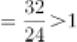 = 32/24 > 1